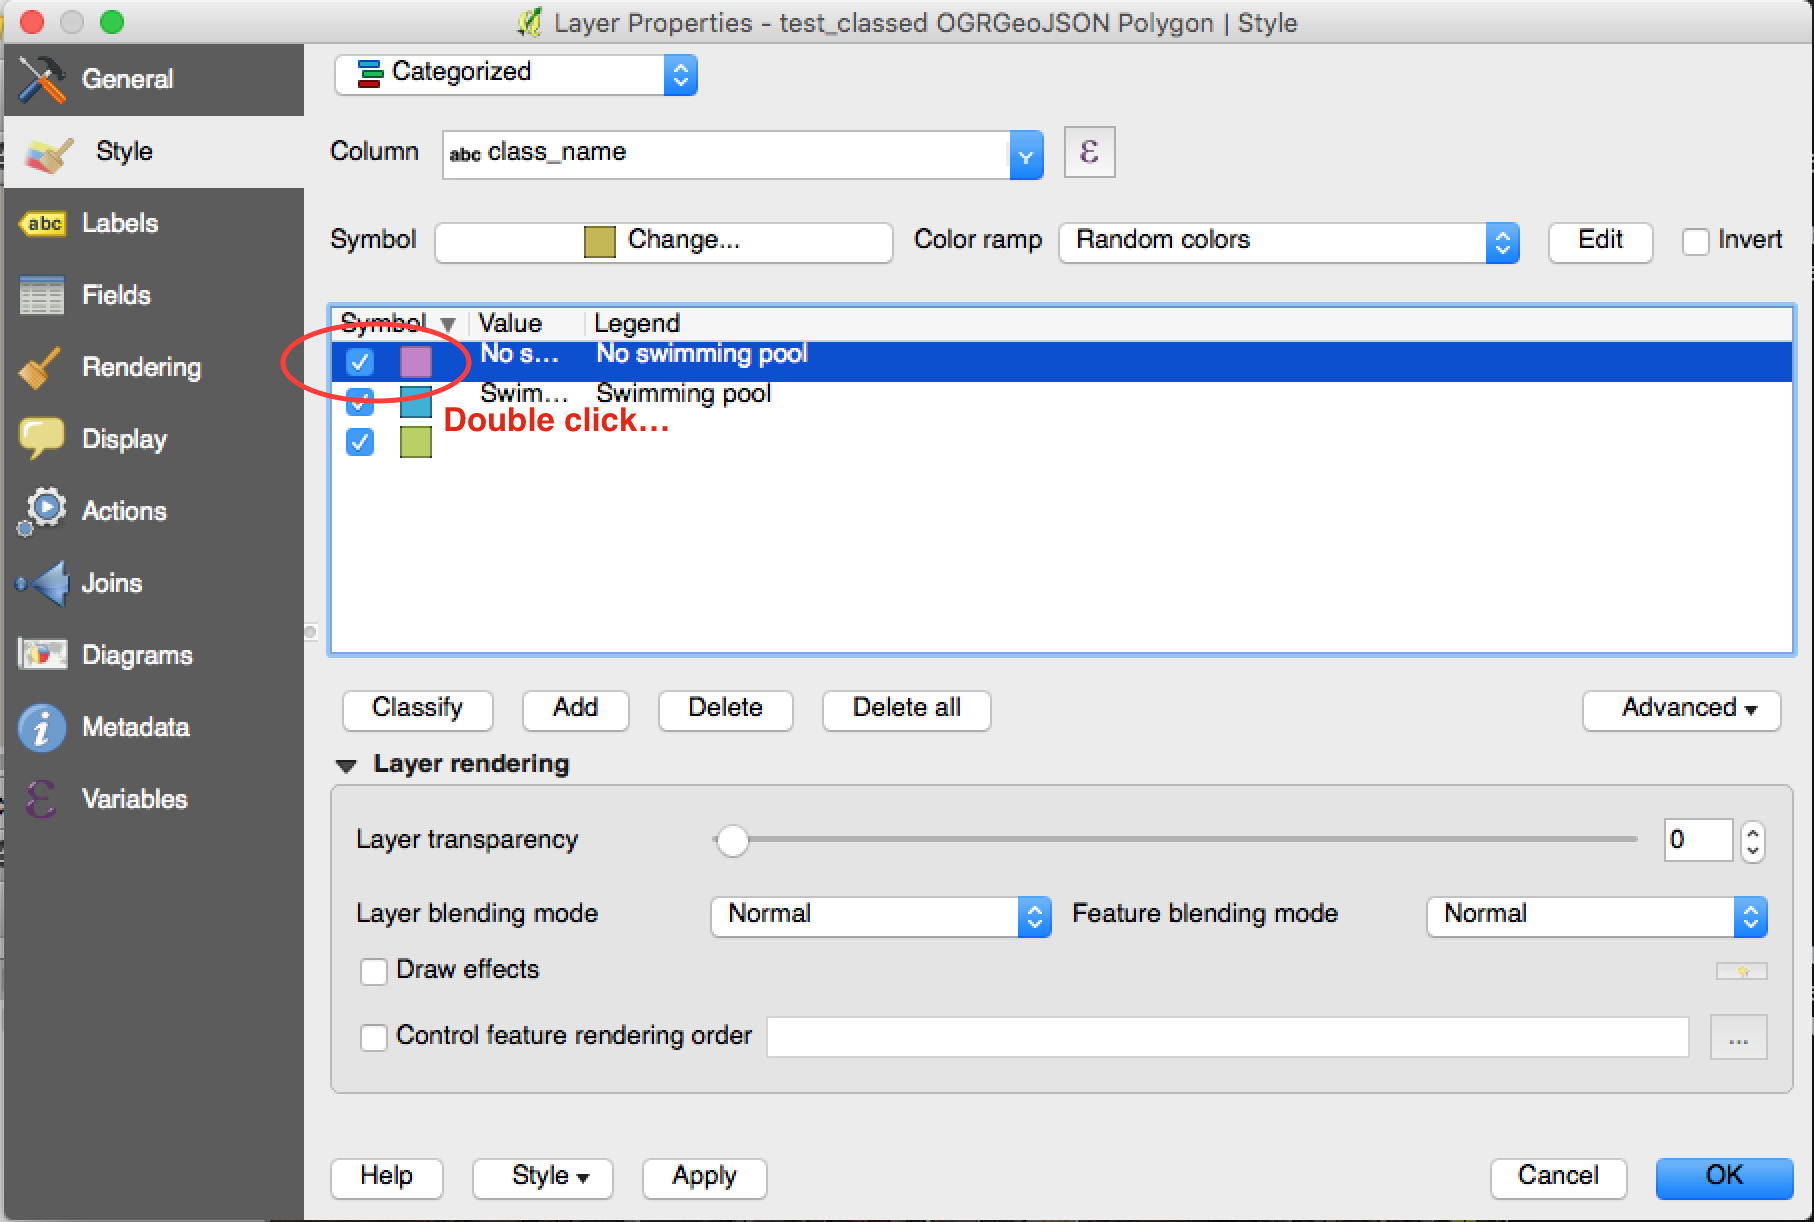 Layer Properties - test_classed OGRGeoJSON Polygon | Style
General
Style
Labels
Fields
Rendering
Display
Actions
Joins
Diagrams
Metadata
Variables
Categorized
Column abc class_name ε
Symbol Change... Color ramp Random colors Edit Invert
Symbol Value Legend
No s... No swimming pool
Swim... Swimming pool
Double click...
Classify Add Delete Delete all Advanced
Layer rendering
Layer transparency 0
Layer blending mode Normal Feature blending mode Normal
Draw effects
Control feature rendering order ...
Help Style Apply Cancel OK